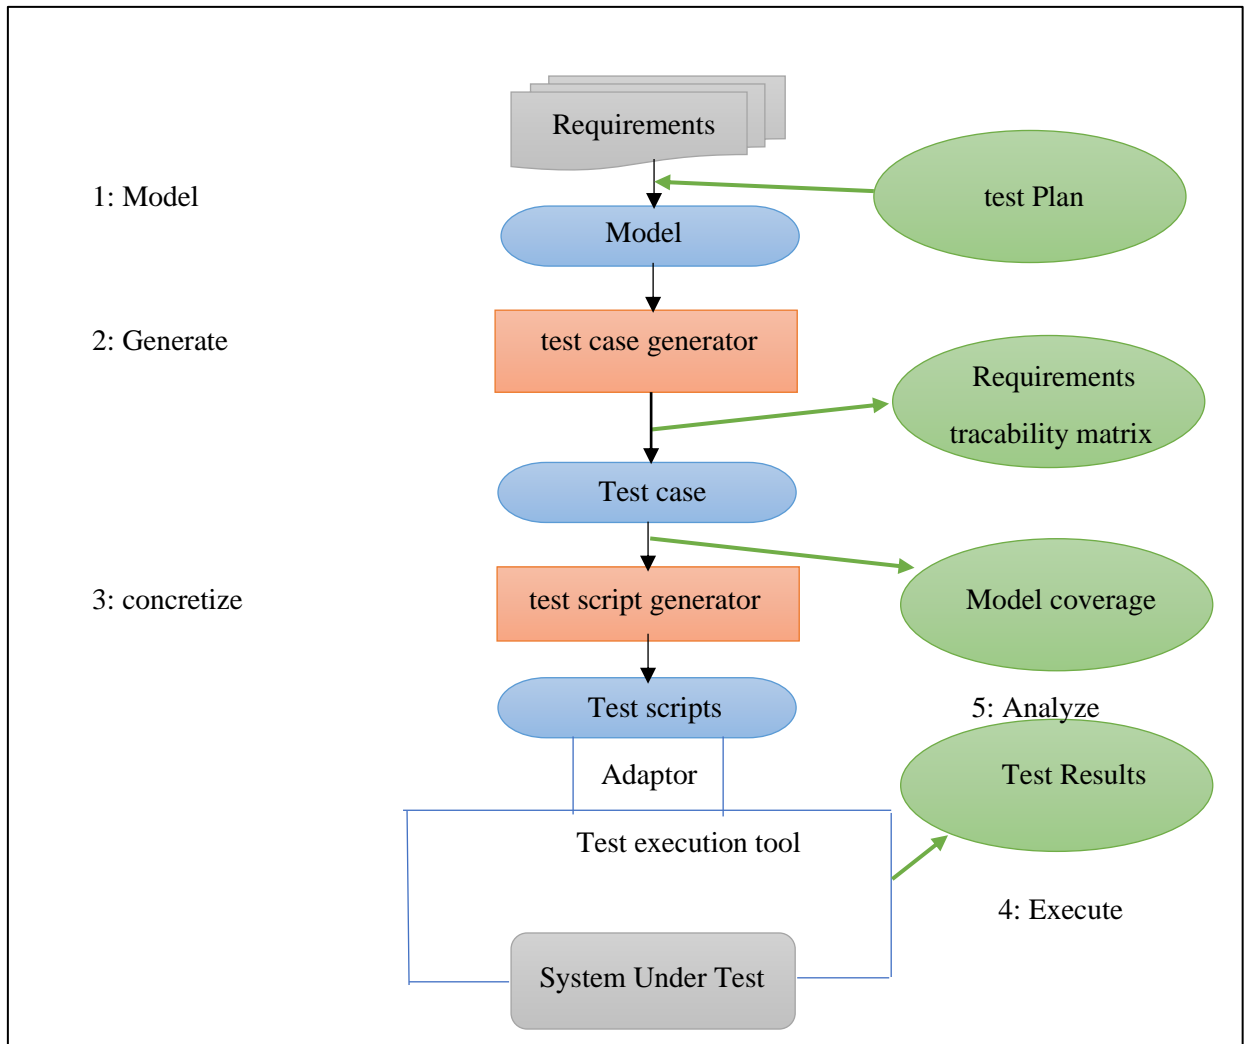 Requirements
1: Model
test Plan
Model
2: Generate
test case generator
Requirements
tracability matrix
Test case
3: concretize
test script generator
Model coverage
Test scripts
5: Analyze
Adaptor
Test Results
Test execution tool
4: Execute
System Under Test